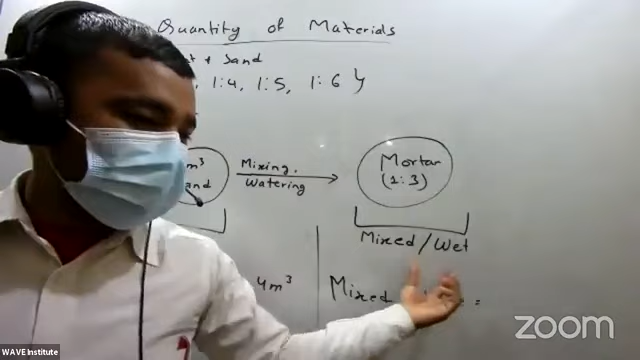 Quantity of Materials
+ Sand
1:4, 1:5, 1:6 }
m³
and
Mixing.
Watering
Mortar
(1:3)
Mixed/Wet
4m³
Mixed =
zoom
WAVE Institute